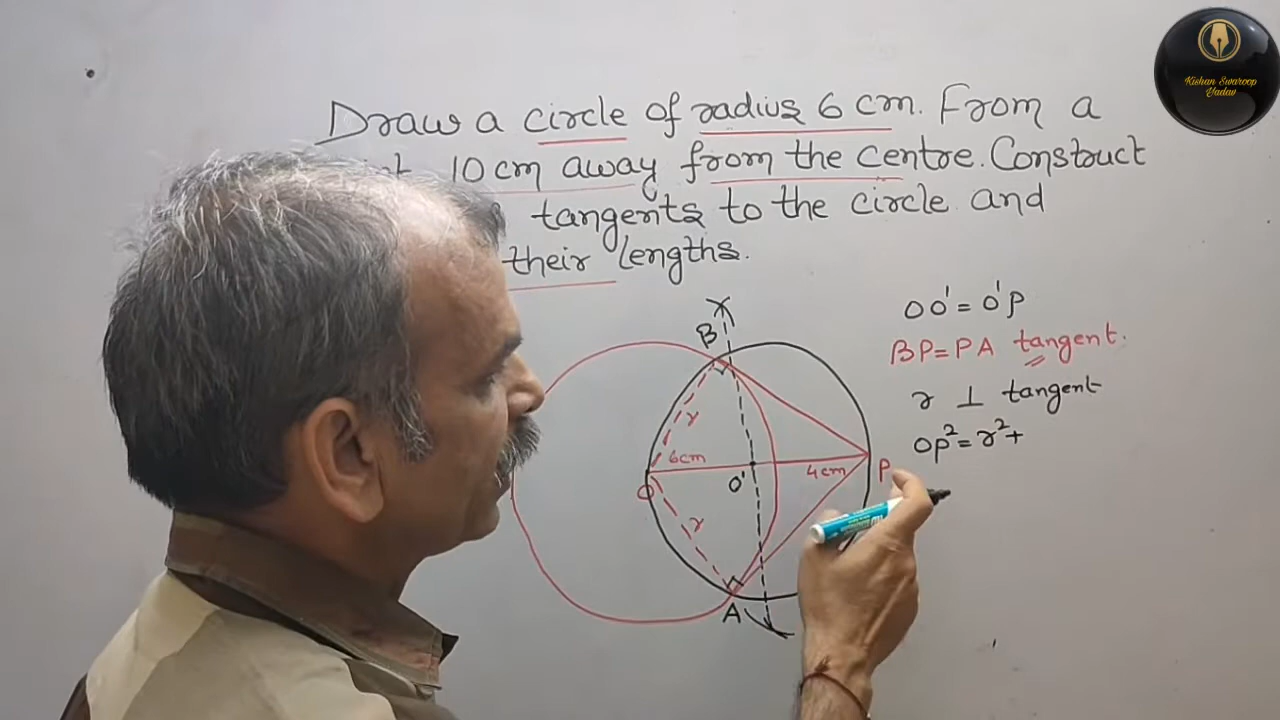 Draw a circle of radius 6 cm. From a
10 cm away from the centre. Construct
tangents to the circle and
their lengths.
OO' = O'P
BP = PA tangent.
r ⊥ tangent
OP² = r² +
B
r
6cm
4cm
P
O
O'
r
A
Kishan Swaroop
Yadav